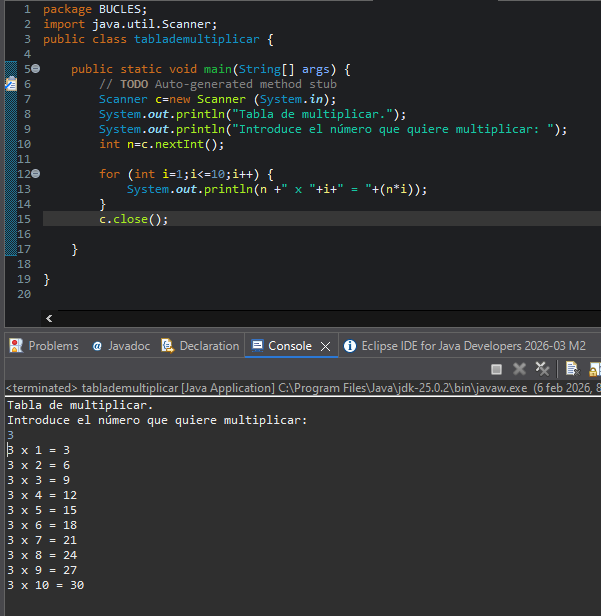 1 package BUCLES;
2 import java.util.Scanner;
3 public class tablademultiplicar {
4
5 public static void main(String[] args) {
6 // TODO Auto-generated method stub
7 Scanner c=new Scanner (System.in);
8 System.out.println("Tabla de multiplicar.");
9 System.out.println("Introduce el número que quiere multiplicar: ");
10 int n=c.nextInt();
11
12 for (int i=1;i<=10;i++) {
13 System.out.println(n +" x "+i+" = "+(n*i));
14 }
15 c.close();
16
17 }
18
19 }
20
Problems Javadoc Declaration Console Eclipse IDE for Java Developers 2026-03 M2
<terminated> tablademultiplicar [Java Application] C:\Program Files\Java\jdk-25.0.2\bin\javaw.exe (6 feb 2026, 8
Tabla de multiplicar.
Introduce el número que quiere multiplicar:
3
3 x 1 = 3
3 x 2 = 6
3 x 3 = 9
3 x 4 = 12
3 x 5 = 15
3 x 6 = 18
3 x 7 = 21
3 x 8 = 24
3 x 9 = 27
3 x 10 = 30